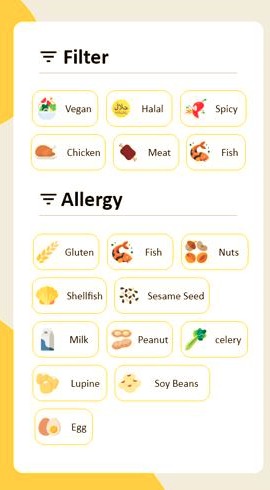 Filter
Vegan Halal Spicy
Chicken Meat Fish
Allergy
Gluten Fish Nuts
Shellfish Sesame Seed
Milk Peanut celery
Lupine Soy Beans
Egg